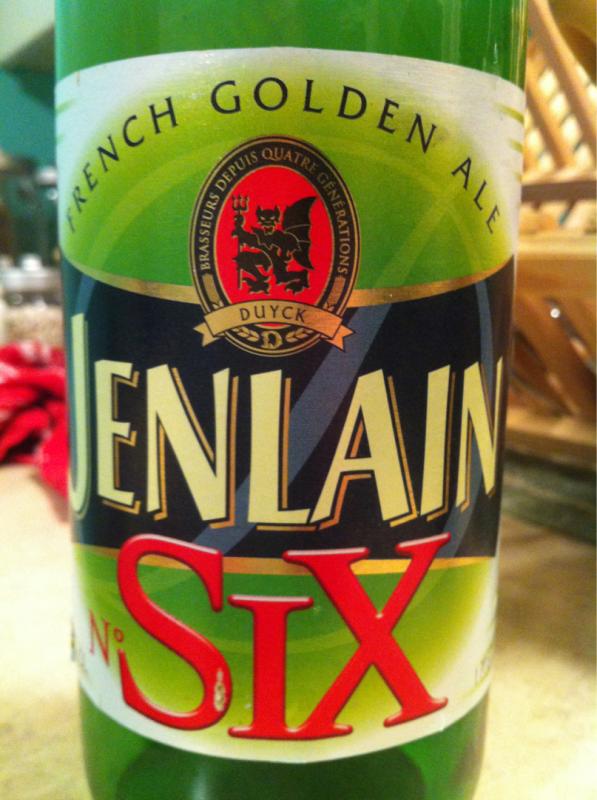 FRENCH GOLDEN ALE
BRASSEURS DEPUIS QUATRE GÉNÉRATIONS
DUYCK
D
JENLAIN
N° SIX